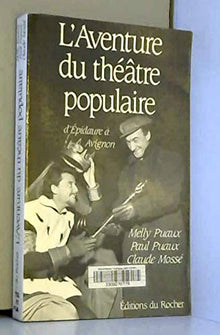 L'Aventure
du théâtre
populaire
d'Épidaure à
Avignon
Melly Puaux
Paul Puaux
Claude Mossé
Éditions du Rocher
L'Aventure du théâtre populaire